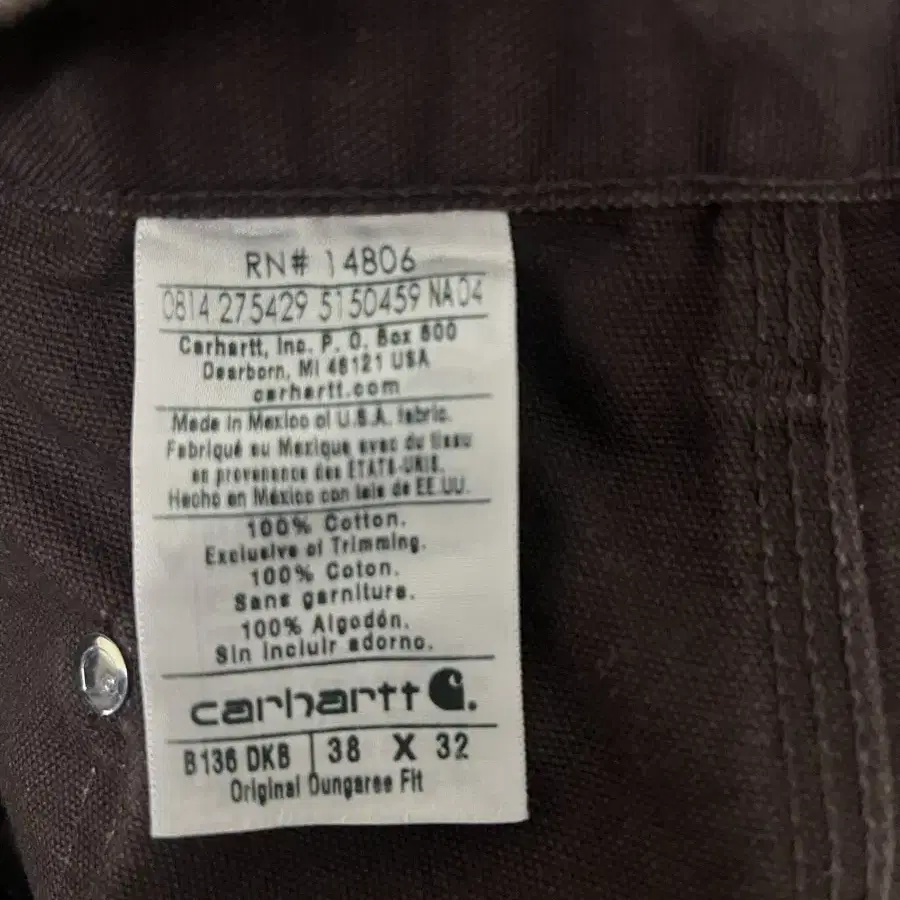 RN# 14806
0814 275429 5150459 NA04
Carhartt, Inc. P. O. Box 600
Dearborn, MI 48121 USA
carhartt.com
Made in Mexico of U.S.A. fabric.
Fabriqué au Mexique avec du tissu
en provenance des ÉTATS-UNIS.
Hecho en México con tela de EE.UU.
100% Cotton.
Exclusive of Trimming.
100% Coton.
Sans garniture.
100% Algodón.
Sin incluir adorno.
carhartt
B136 DKB 38 X 32
Original Dungaree Fit